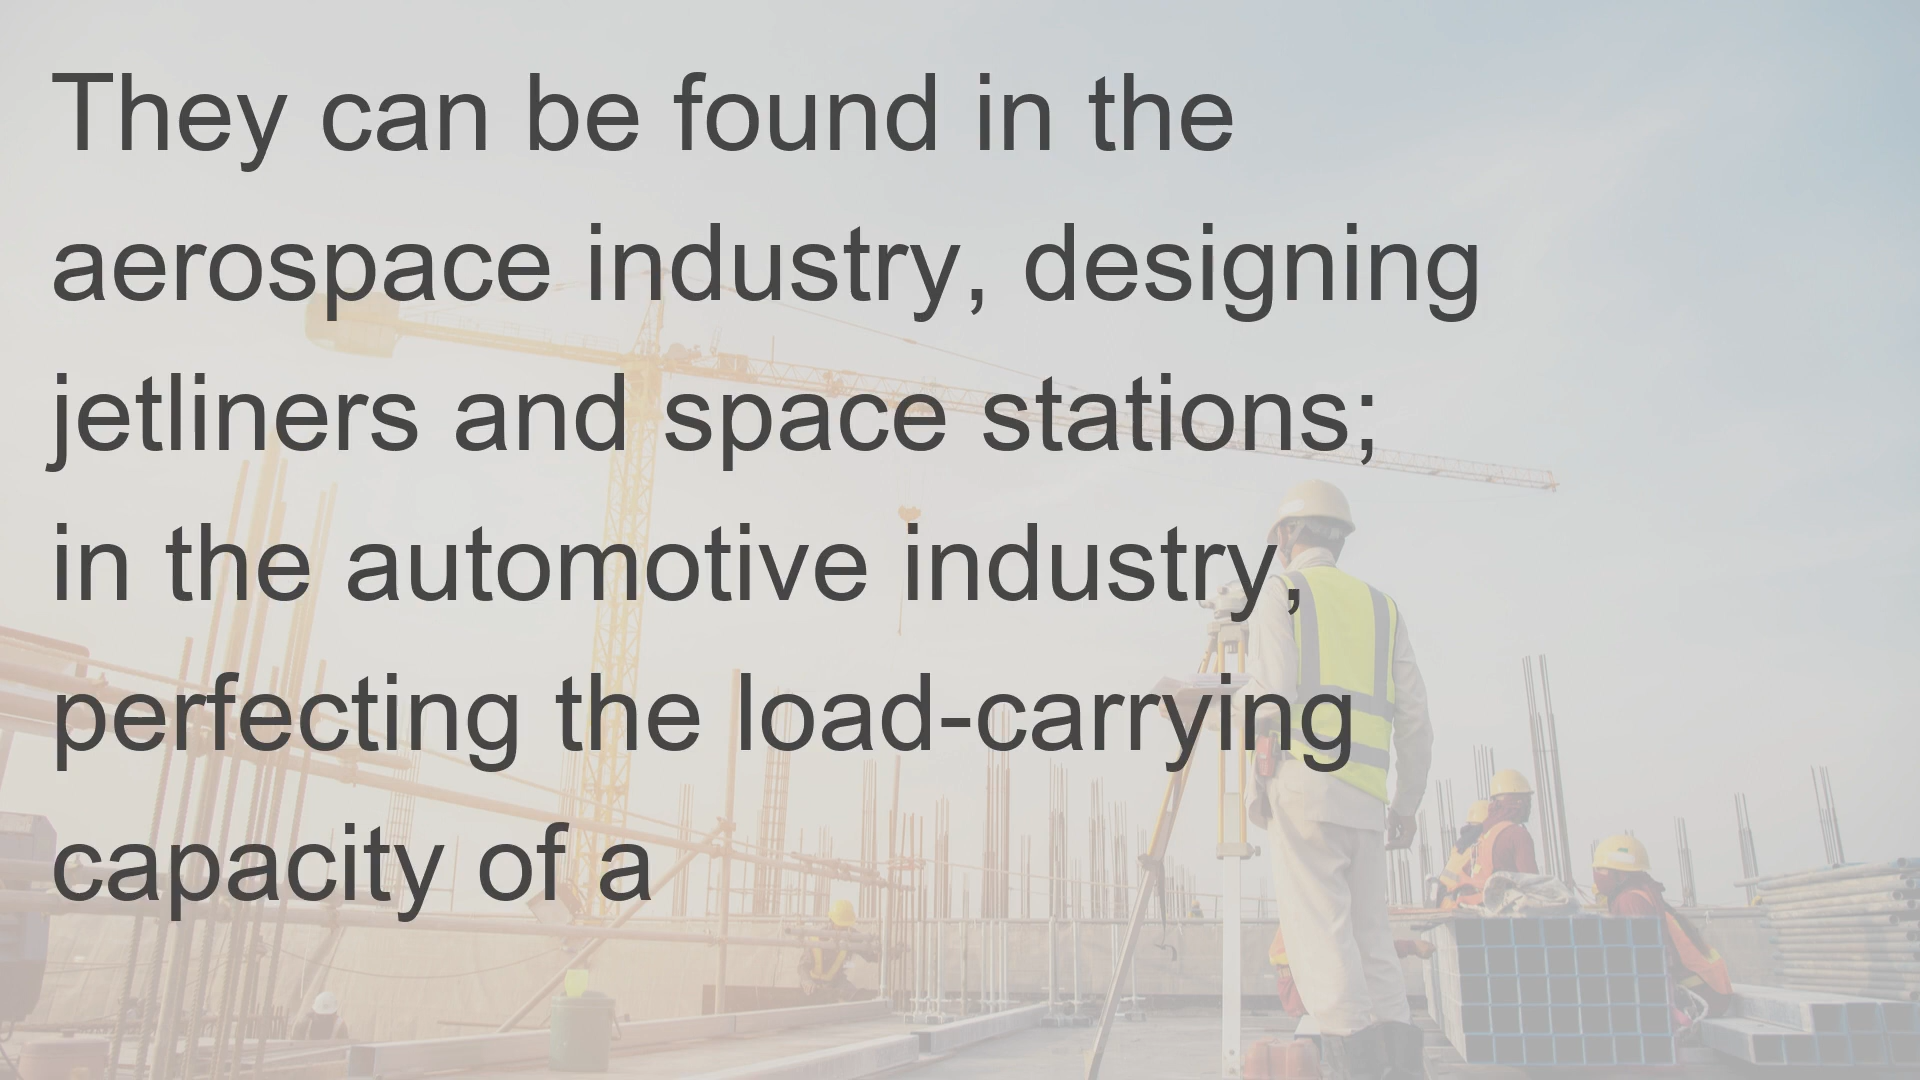 They can be found in the
aerospace industry, designing
jetliners and space stations;
in the automotive industry,
perfecting the load-carrying
capacity of a